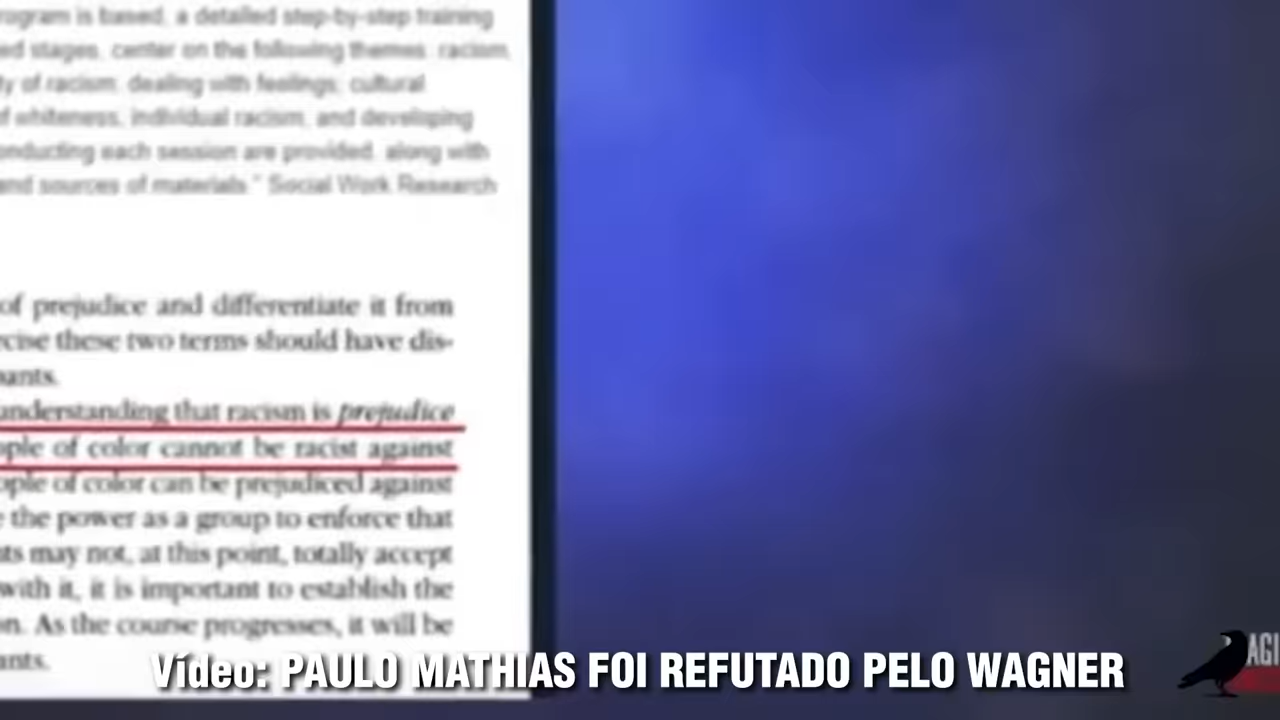 rogram is based, a detailed step-by-step training
ed stages, center on the following themes: racism,
ty of racism; dealing with feelings; cultural
f whiteness; individual racism, and developing
onducting each session are provided, along with
and sources of materials." Social Work Research
of prejudice and differentiate it from
cise these two terms should have dis-
pants.
understanding that racism is prejudice
ople of color cannot be racist against
ople of color can be prejudiced against
e the power as a group to enforce that
nts may not, at this point, totally accept
with it, it is important to establish the
on. As the course progresses, it will be
ants.
Vídeo: PAULO MATHIAS FOI REFUTADO PELO WAGNER
AGI